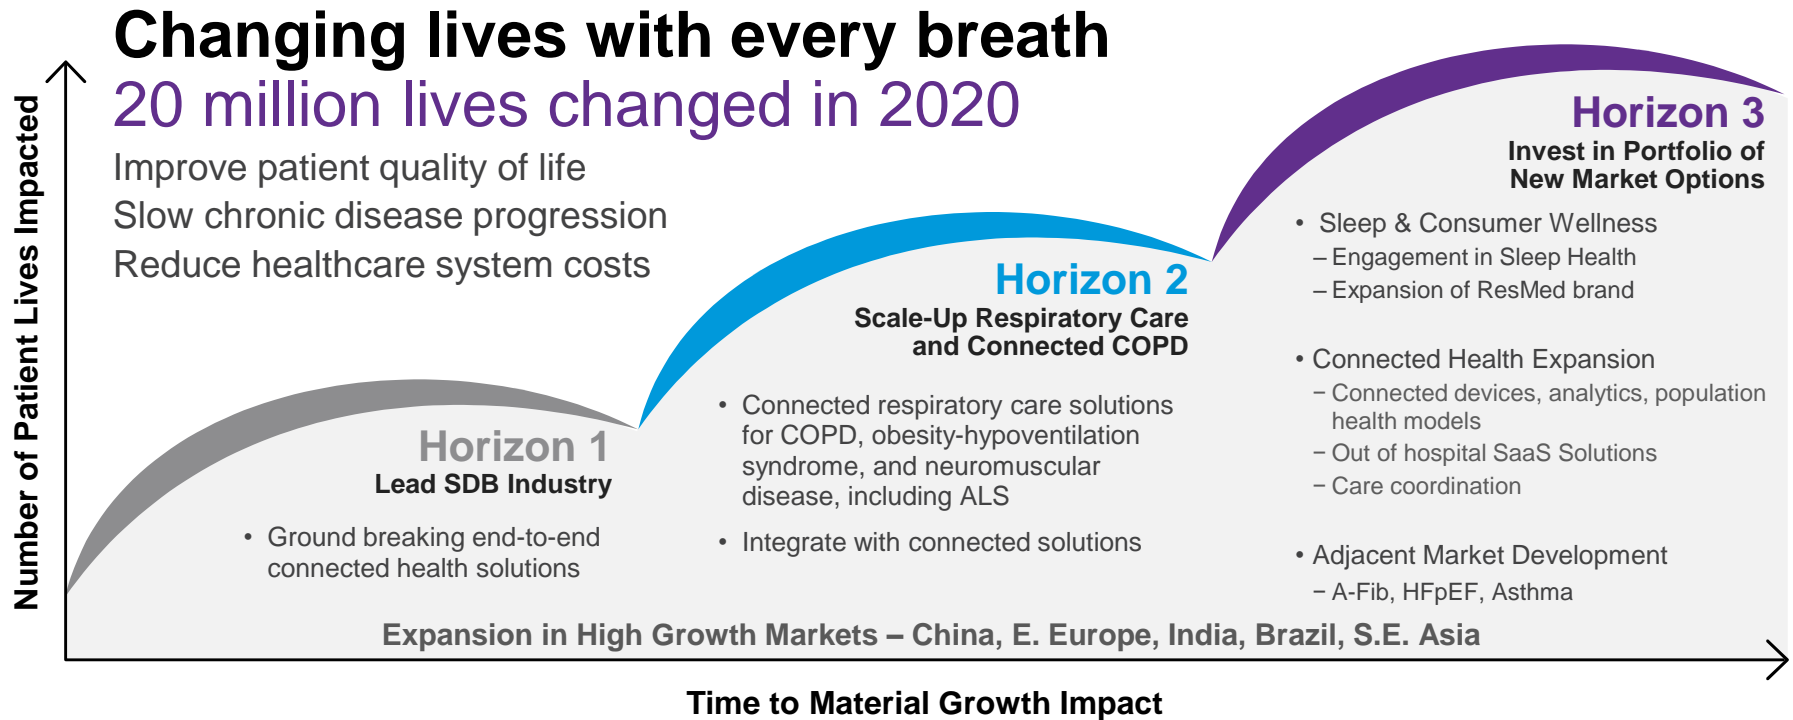 Changing lives with every breath
20 million lives changed in 2020
Improve patient quality of life
Slow chronic disease progression
Reduce healthcare system costs
Number of Patient Lives Impacted
Horizon 1
Lead SDB Industry
• Ground breaking end-to-end
connected health solutions
Horizon 2
Scale-Up Respiratory Care
and Connected COPD
• Connected respiratory care solutions
for COPD, obesity-hypoventilation
syndrome, and neuromuscular
disease, including ALS
• Integrate with connected solutions
Horizon 3
Invest in Portfolio of
New Market Options
• Sleep & Consumer Wellness
– Engagement in Sleep Health
– Expansion of ResMed brand
• Connected Health Expansion
− Connected devices, analytics, population
health models
− Out of hospital SaaS Solutions
− Care coordination
• Adjacent Market Development
− A-Fib, HFpEF, Asthma
Expansion in High Growth Markets – China, E. Europe, India, Brazil, S.E. Asia
Time to Material Growth Impact